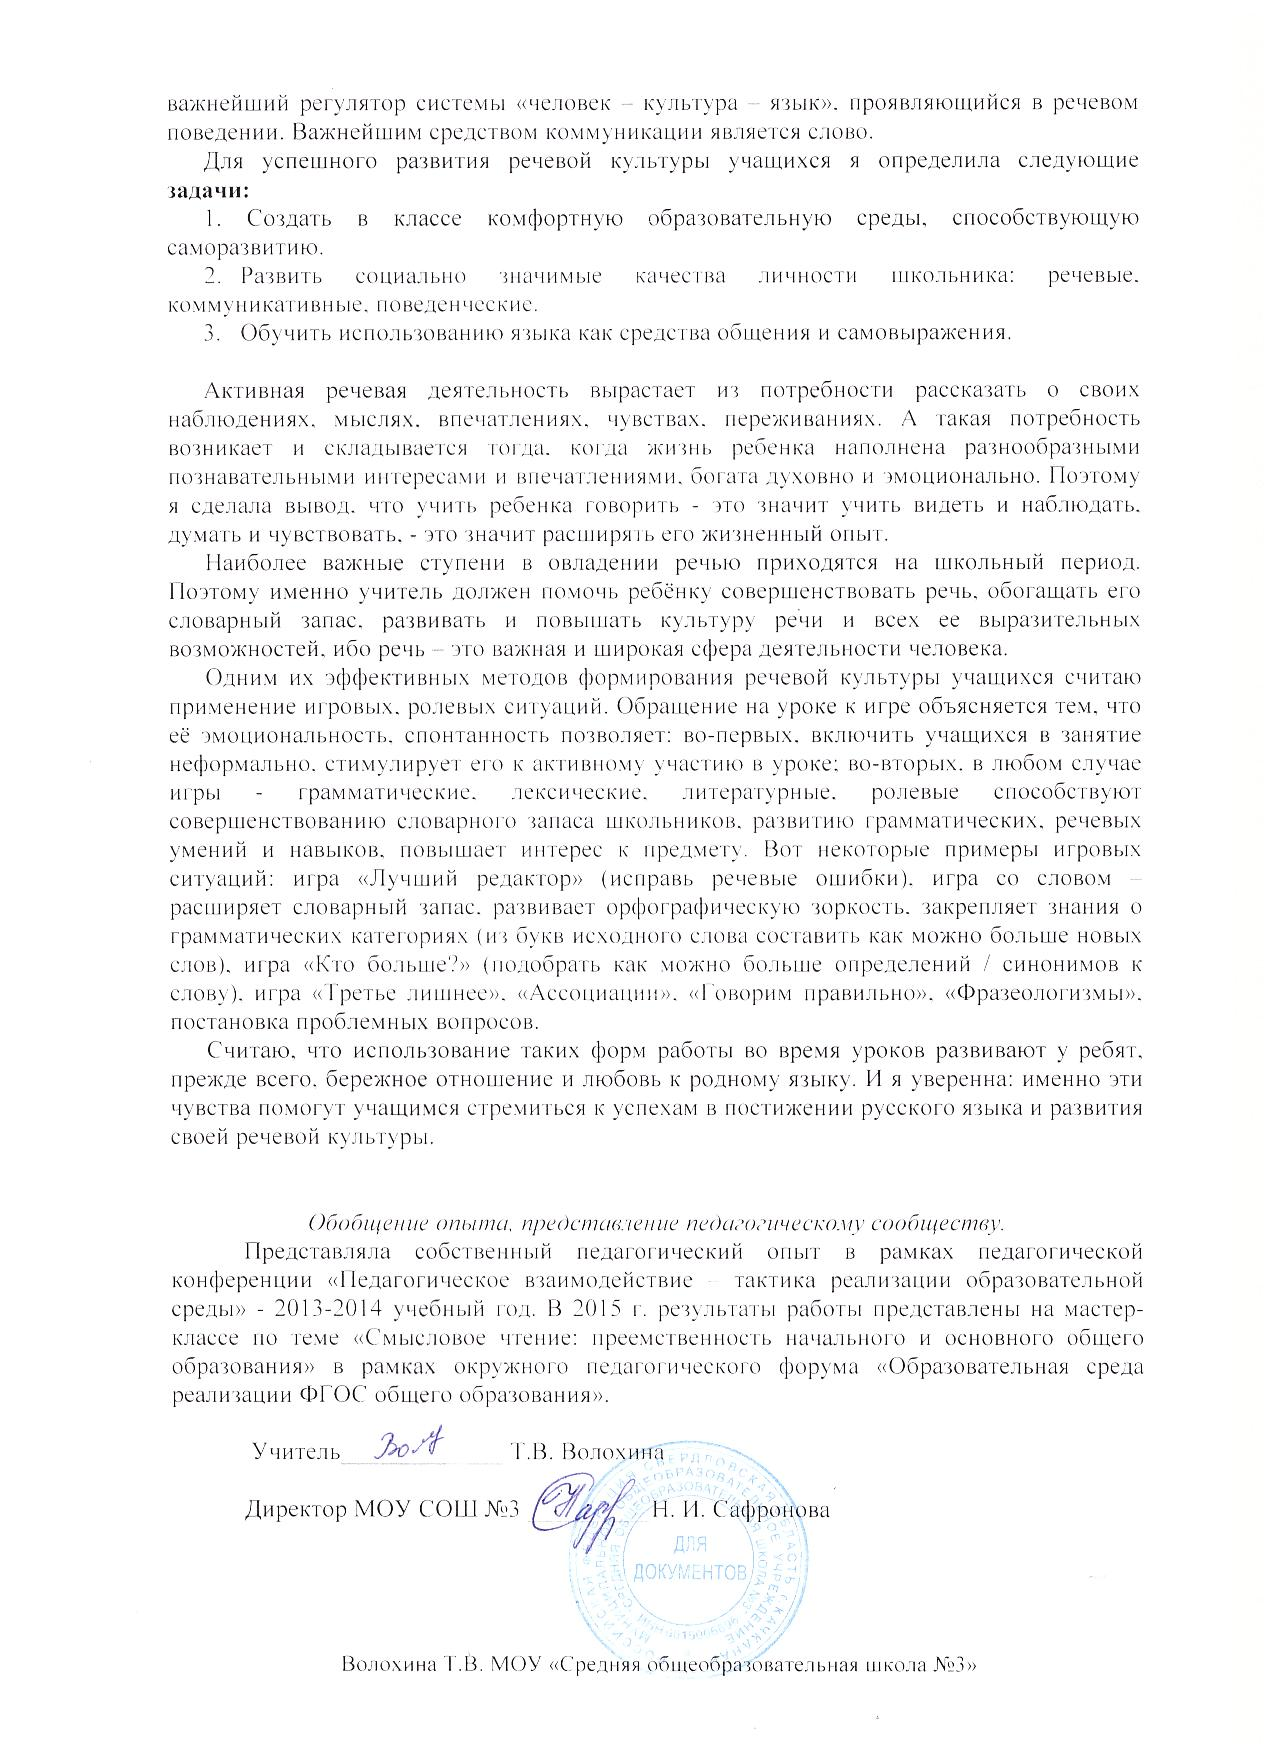 важнейший регулятор системы «человек – культура – язык», проявляющийся в речевом
поведении. Важнейшим средством коммуникации является слово.
Для успешного развития речевой культуры учащихся я определила следующие
задачи:
1. Создать в классе комфортную образовательную среды, способствующую
саморазвитию.
2. Развить социально значимые качества личности школьника: речевые,
коммуникативные, поведенческие.
3. Обучить использованию языка как средства общения и самовыражения.
Активная речевая деятельность вырастает из потребности рассказать о своих
наблюдениях, мыслях, впечатлениях, чувствах, переживаниях. А такая потребность
возникает и складывается тогда, когда жизнь ребенка наполнена разнообразными
познавательными интересами и впечатлениями, богата духовно и эмоционально. Поэтому
я сделала вывод, что учить ребенка говорить - это значит учить видеть и наблюдать,
думать и чувствовать, - это значит расширять его жизненный опыт.
Наиболее важные ступени в овладении речью приходятся на школьный период.
Поэтому именно учитель должен помочь ребёнку совершенствовать речь, обогащать его
словарный запас, развивать и повышать культуру речи и всех ее выразительных
возможностей, ибо речь – это важная и широкая сфера деятельности человека.
Одним их эффективных методов формирования речевой культуры учащихся считаю
применение игровых, ролевых ситуаций. Обращение на уроке к игре объясняется тем, что
её эмоциональность, спонтанность позволяет: во-первых, включить учащихся в занятие
неформально, стимулирует его к активному участию в уроке; во-вторых, в любом случае
игры - грамматические, лексические, литературные, ролевые способствуют
совершенствованию словарного запаса школьников, развитию грамматических, речевых
умений и навыков, повышает интерес к предмету. Вот некоторые примеры игровых
ситуаций: игра «Лучший редактор» (исправь речевые ошибки), игра со словом –
расширяет словарный запас, развивает орфографическую зоркость, закрепляет знания о
грамматических категориях (из букв исходного слова составить как можно больше новых
слов), игра «Кто больше?» (подобрать как можно больше определений / синонимов к
слову), игра «Третье лишнее», «Ассоциации», «Говорим правильно», «Фразеологизмы»,
постановка проблемных вопросов.
Считаю, что использование таких форм работы во время уроков развивают у ребят,
прежде всего, бережное отношение и любовь к родному языку. И я уверенна: именно эти
чувства помогут учащимся стремиться к успехам в постижении русского языка и развития
своей речевой культуры.
Обобщение опыта, представление педагогическому сообществу.
Представляла собственный педагогический опыт в рамках педагогической
конференции «Педагогическое взаимодействие – тактика реализации образовательной
среды» - 2013-2014 учебный год. В 2015 г. результаты работы представлены на мастер-
классе по теме «Смысловое чтение: преемственность начального и основного общего
образования» в рамках окружного педагогического форума «Образовательная среда
реализации ФГОС общего образования».
Учитель Т.В. Волохина
Директор МОУ СОШ №3 Н. И. Сафронова
ДЛЯ
ДОКУМЕНТОВ
Волохина Т.В. МОУ «Средняя общеобразовательная школа №3»